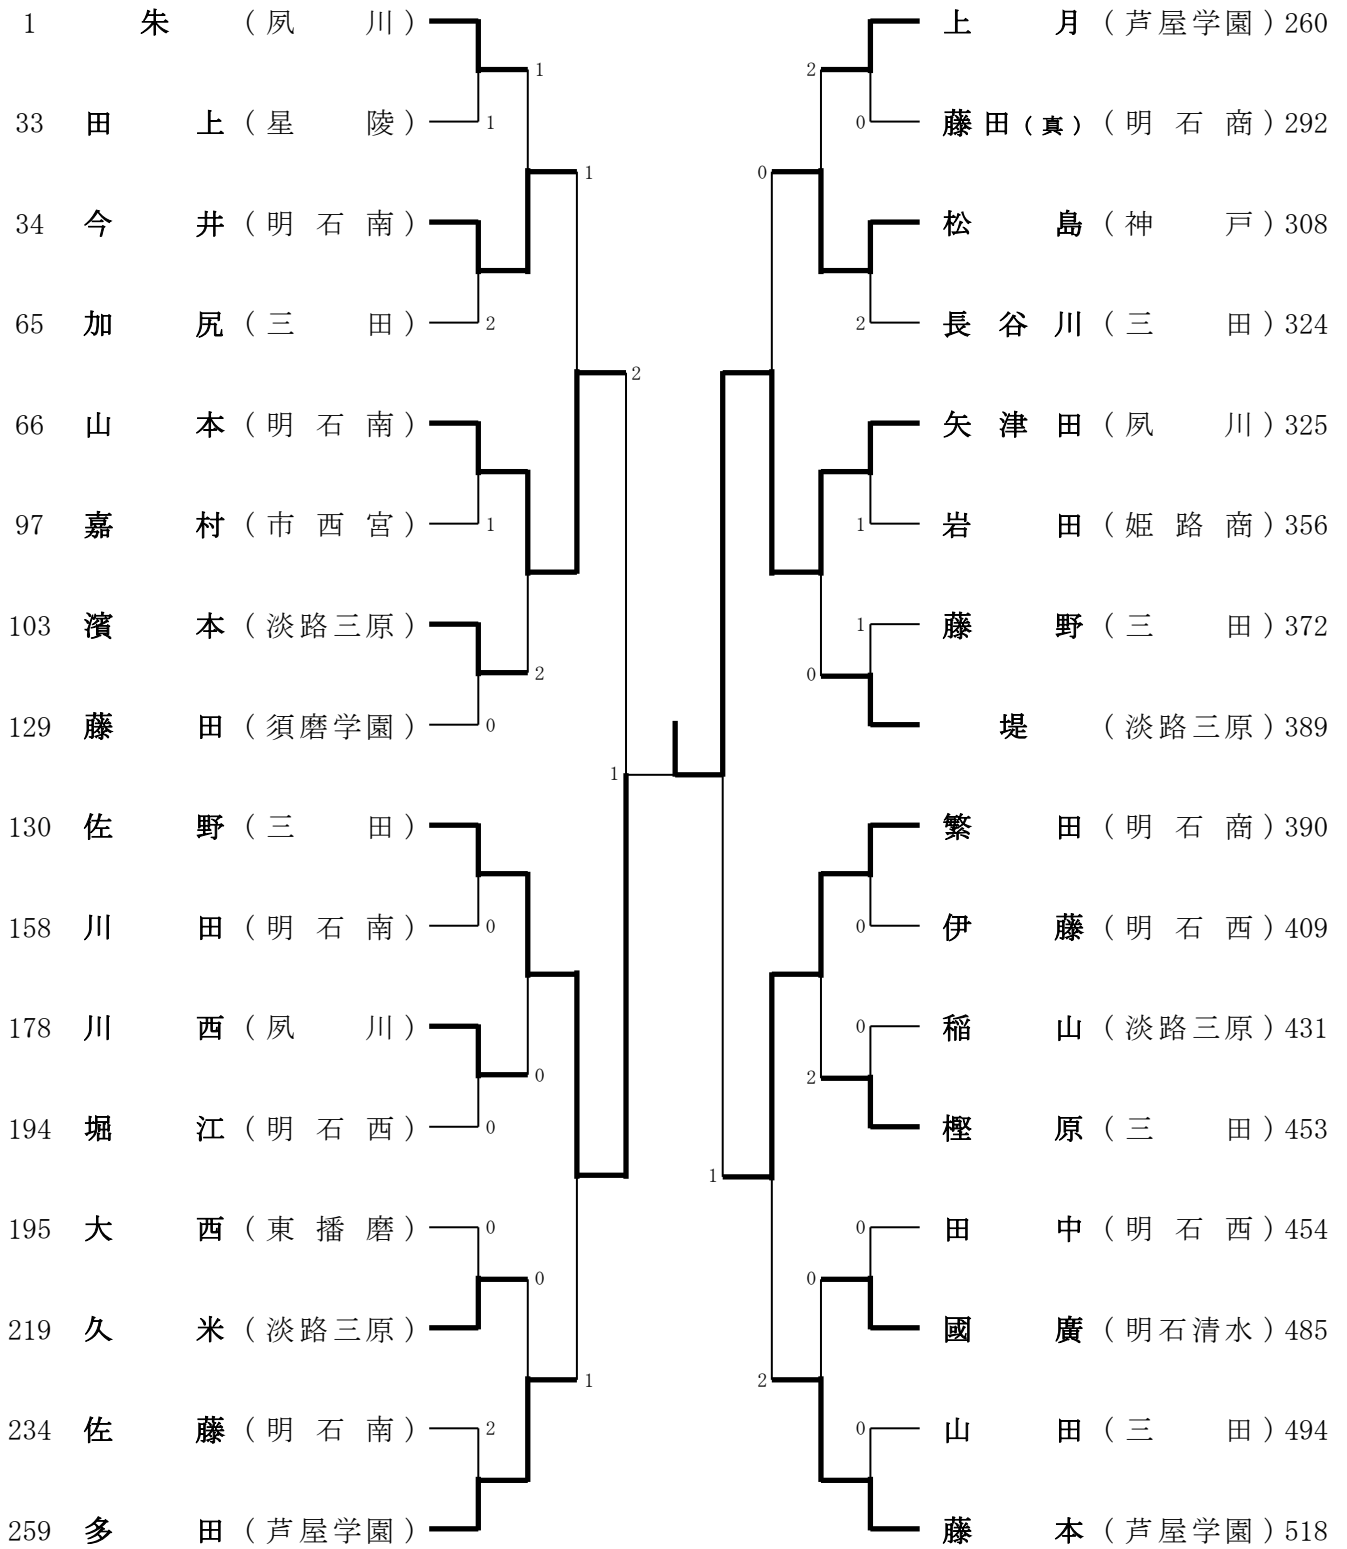 1 朱 （夙川） 上月 （芦屋学園）260
1 2
33 田上 （星陵） 1 0 藤田（真） （明石商）292
1 0
34 今井 （明石南） 松島 （神戸）308
65 加尻 （三田） 2 2 長谷川 （三田）324
2
66 山本 （明石南） 矢津田 （夙川）325
97 嘉村 （市西宮） 1 1 岩田 （姫路商）356
103 濱本 （淡路三原） 1 藤野 （三田）372
2 0
129 藤田 （須磨学園） 0 堤 （淡路三原）389
1
130 佐野 （三田） 繁田 （明石商）390
158 川田 （明石南） 0 0 伊藤 （明石西）409
178 川西 （夙川） 0 稲山 （淡路三原）431
0 2
194 堀江 （明石西） 0 樫原 （三田）453
1
195 大西 （東播磨） 0 0 田中 （明石西）454
0 0
219 久米 （淡路三原） 國廣 （明石清水）485
1 2
234 佐藤 （明石南） 2 0 山田 （三田）494
259 多田 （芦屋学園） 藤本 （芦屋学園）518